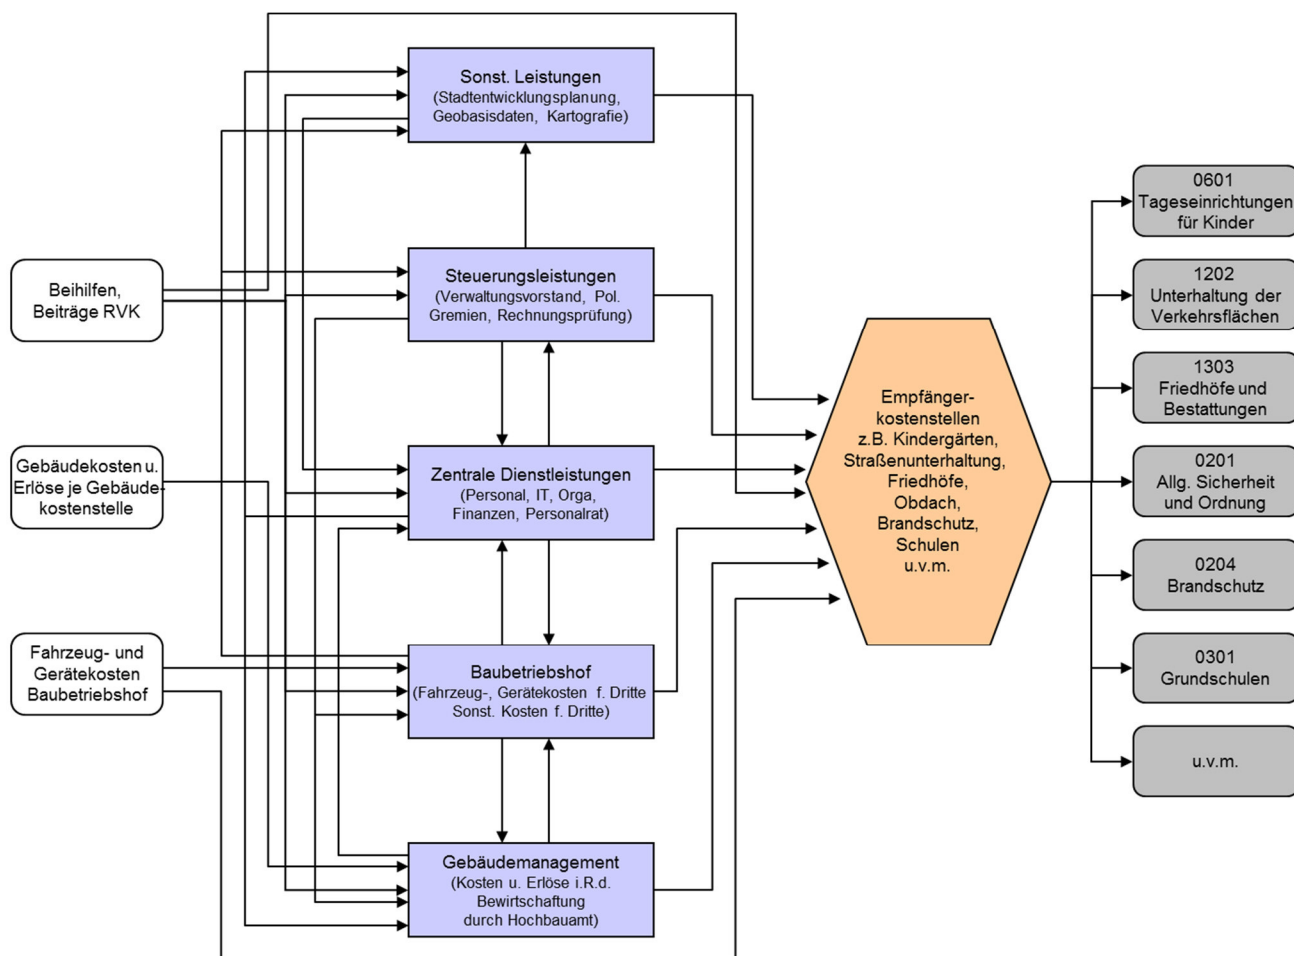 Beihilfen,
Beiträge RVK
Gebäudekosten u.
Erlöse je Gebäude-
kostenstelle
Fahrzeug- und
Gerätekosten
Baubetriebshof
Sonst. Leistungen
(Stadtentwicklungsplanung,
Geobasisdaten, Kartografie)
Steuerungsleistungen
(Verwaltungsvorstand, Pol.
Gremien, Rechnungsprüfung)
Zentrale Dienstleistungen
(Personal, IT, Orga,
Finanzen, Personalrat)
Baubetriebshof
(Fahrzeug-, Gerätekosten f. Dritte
Sonst. Kosten f. Dritte)
Gebäudemanagement
(Kosten u. Erlöse i.R.d.
Bewirtschaftung
durch Hochbauamt)
Empfänger-
kostenstellen
z.B. Kindergärten,
Straßenunterhaltung,
Friedhöfe,
Obdach,
Brandschutz,
Schulen
u.v.m.
0601
Tageseinrichtungen
für Kinder
1202
Unterhaltung der
Verkehrsflächen
1303
Friedhöfe und
Bestattungen
0201
Allg. Sicherheit
und Ordnung
0204
Brandschutz
0301
Grundschulen
u.v.m.